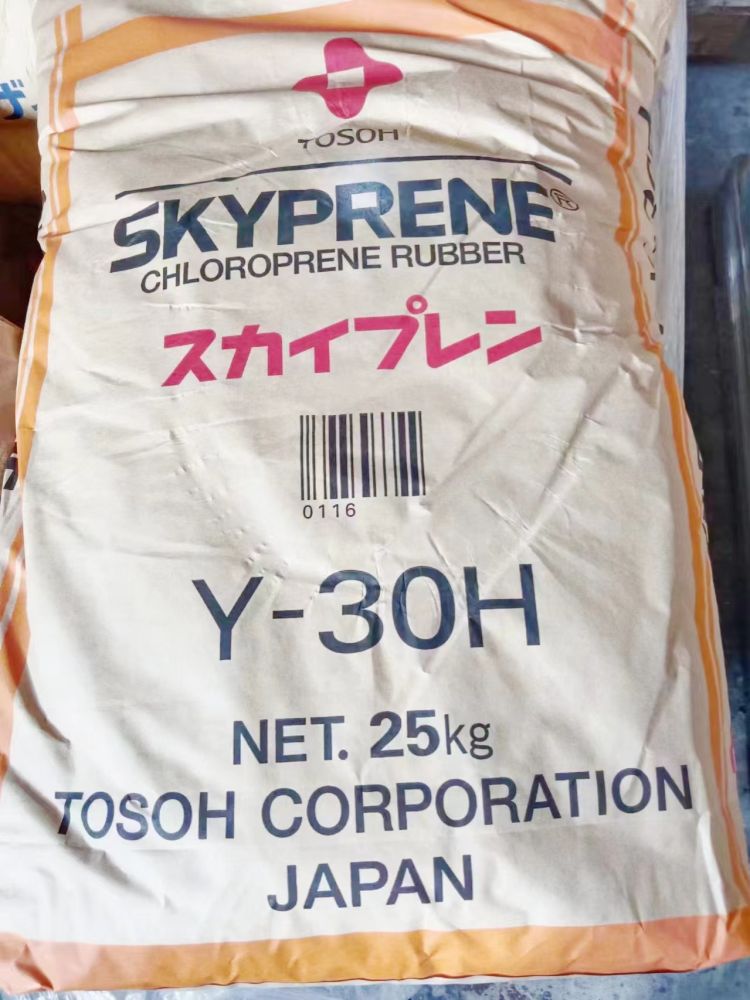 TOSOH
SKYPRENE®
CHLOROPRENE RUBBER
スカイプレン
0116
Y-30H
NET. 25kg
TOSOH CORPORATION
JAPAN